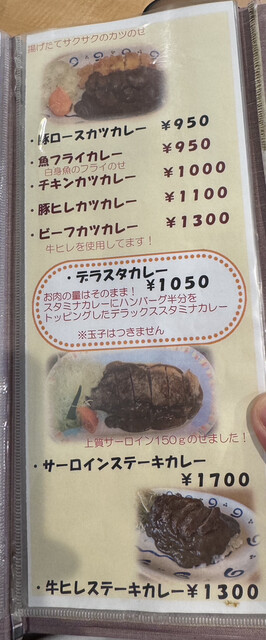 揚げたてサクサクのカツのせ
・豚ロースカツカレー ￥950
・魚フライカレー ￥950
白身魚のフライのせ
・チキンカツカレー ￥1000
・豚ヒレカツカレー ￥1100
・ビーフカツカレー ￥1300
牛ヒレを使用してます！
・デラスタカレー
￥1050
お肉の量はそのまま！
スタミナカレーにハンバーグ半分を
トッピングしたデラックススタミナカレー
※玉子はつきません
上質サーロイン150ｇのせました！
・サーロインステーキカレー
￥1700
・牛ヒレステーキカレー￥1300